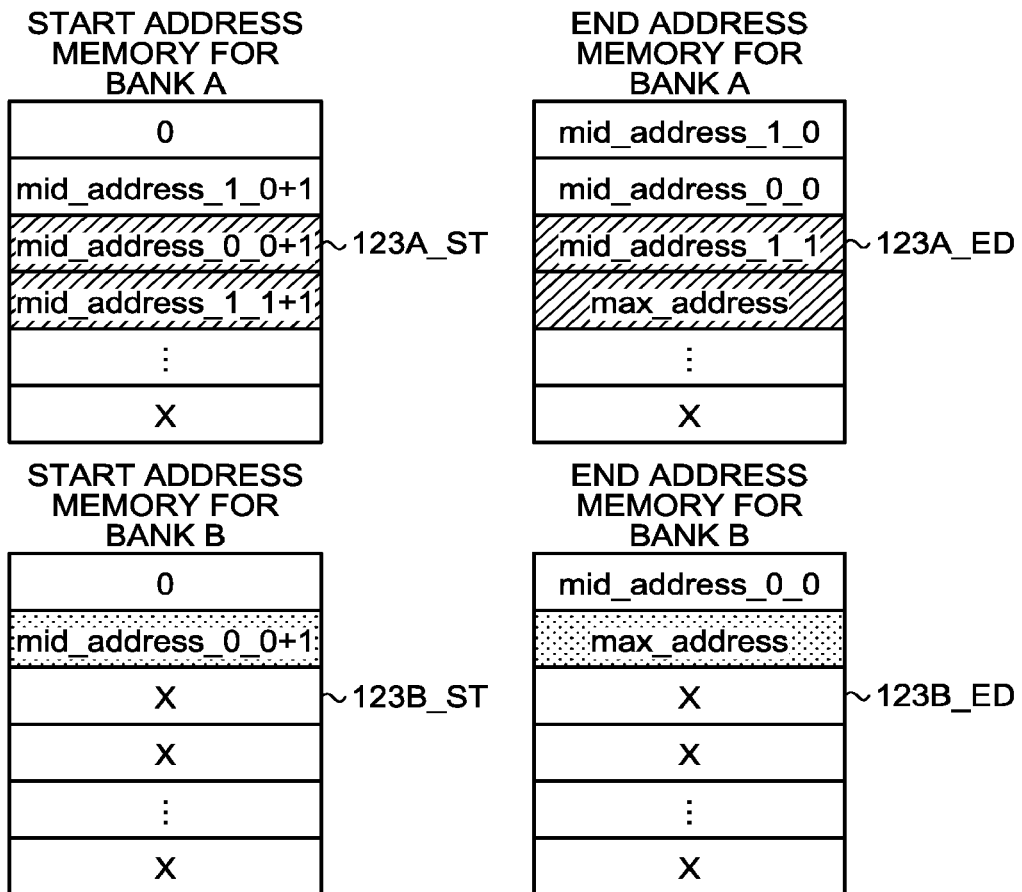 START ADDRESS
MEMORY FOR
BANK A
0
mid_address_1_0+1
mid_address_0_0+1
mid_address_1_1+1
⋮
X
123A_ST
END ADDRESS
MEMORY FOR
BANK A
mid_address_1_0
mid_address_0_0
mid_address_1_1
max_address
⋮
X
123A_ED
START ADDRESS
MEMORY FOR
BANK B
0
mid_address_0_0+1
X
X
⋮
X
123B_ST
END ADDRESS
MEMORY FOR
BANK B
mid_address_0_0
max_address
X
X
⋮
X
123B_ED